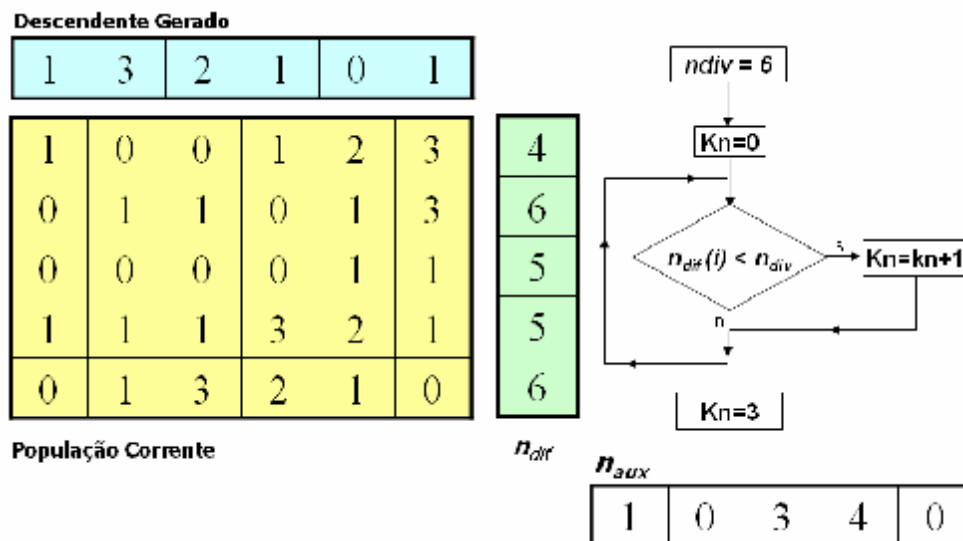 Descendente Gerado
1 3 2 1 0 1
1 0 0 1 2 3
0 1 1 0 1 3
0 0 0 0 1 1
1 1 1 3 2 1
0 1 3 2 1 0
População Corrente
4
6
5
5
6
n_dif
ndiv = 6
Kn=0
n_dif(i) < n_div
s
Kn=kn+1
n
Kn=3
n_aux
1 0 3 4 0